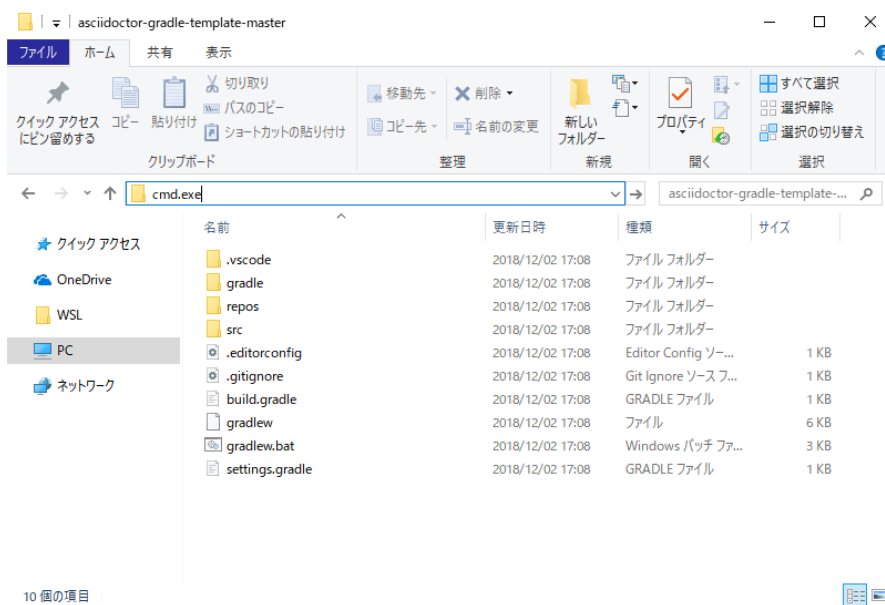 asciidoctor-gradle-template-master
ファイル ホーム 共有 表示
クイック アクセスにピン留めする
コピー
貼り付け
切り取り
パスのコピー
ショートカットの貼り付け
クリップボード
移動先
コピー先
削除
名前の変更
整理
新しいフォルダー
新規
プロパティ
開く
すべて選択
選択解除
選択の切り替え
選択
cmd.exe
asciidoctor-gradle-template-...
クイック アクセス
OneDrive
WSL
PC
ネットワーク
名前 更新日時 種類 サイズ
.vscode 2018/12/02 17:08 ファイル フォルダー
gradle 2018/12/02 17:08 ファイル フォルダー
repos 2018/12/02 17:08 ファイル フォルダー
src 2018/12/02 17:08 ファイル フォルダー
.editorconfig 2018/12/02 17:08 Editor Config ソー... 1 KB
.gitignore 2018/12/02 17:08 Git Ignore ソース フ... 1 KB
build.gradle 2018/12/02 17:08 GRADLE ファイル 1 KB
gradlew 2018/12/02 17:08 ファイル 6 KB
gradlew.bat 2018/12/02 17:08 Windows バッチ ファ... 3 KB
settings.gradle 2018/12/02 17:08 GRADLE ファイル 1 KB
10 個の項目